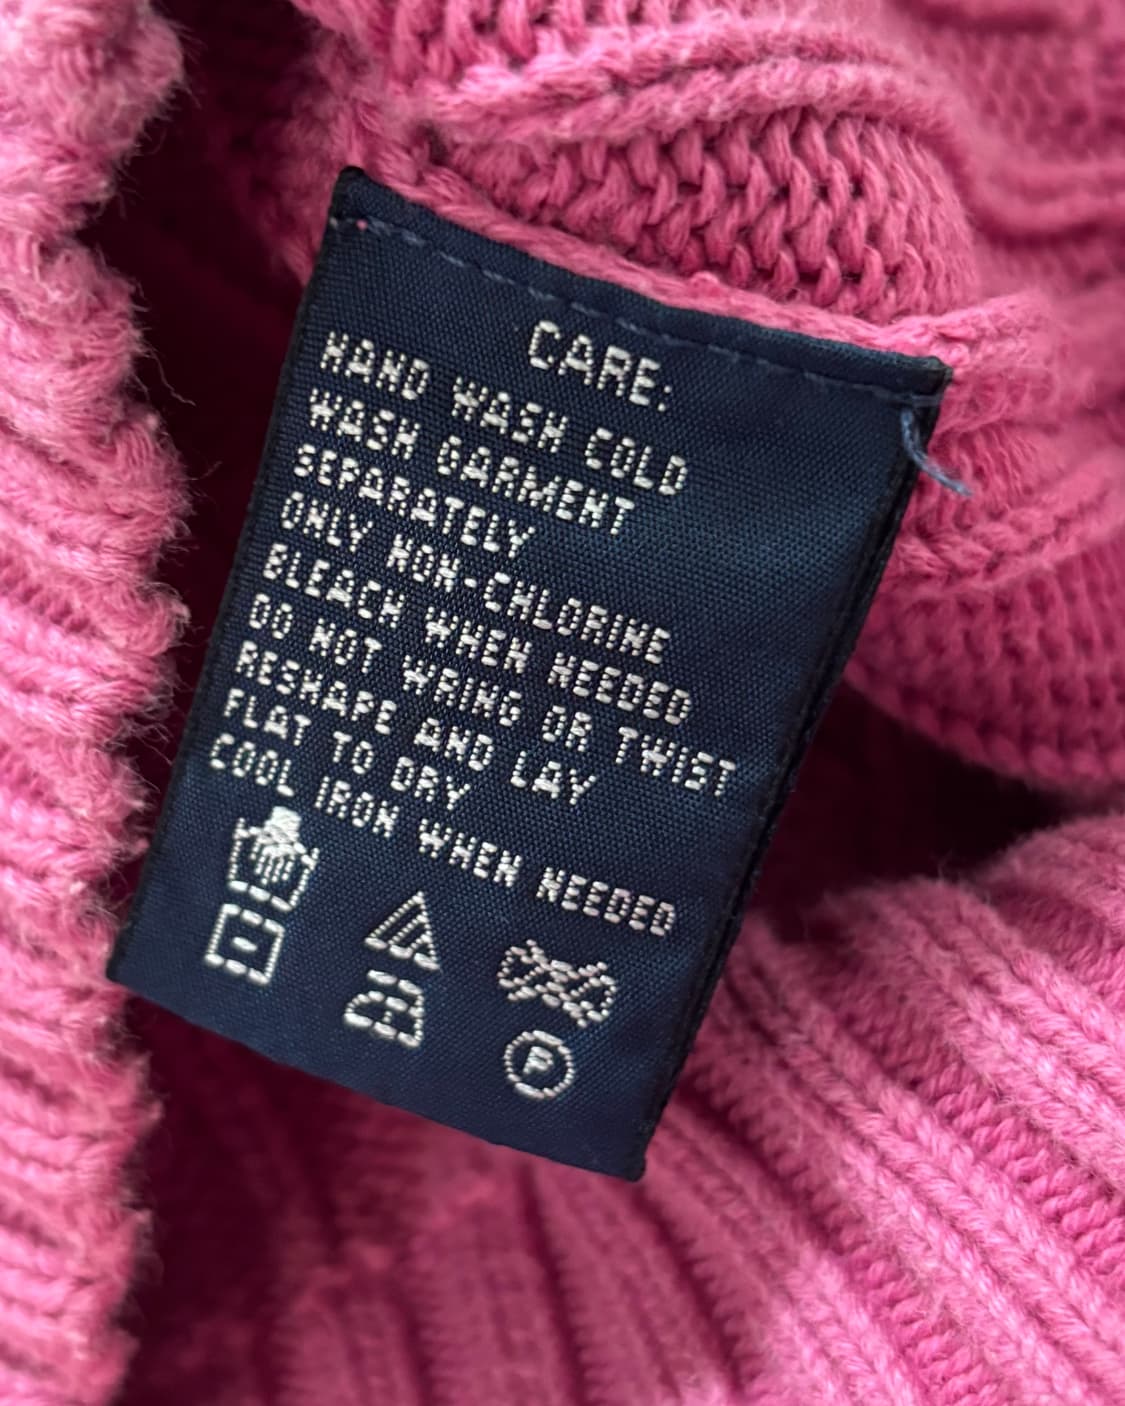 CARE:
HAND WASH COLD
WASH GARMENT
SEPARATELY
ONLY NON-CHLORINE
BLEACH WHEN NEEDED
DO NOT WRING OR TWIST
RESHAPE AND LAY
FLAT TO DRY
COOL IRON WHEN NEEDED
P